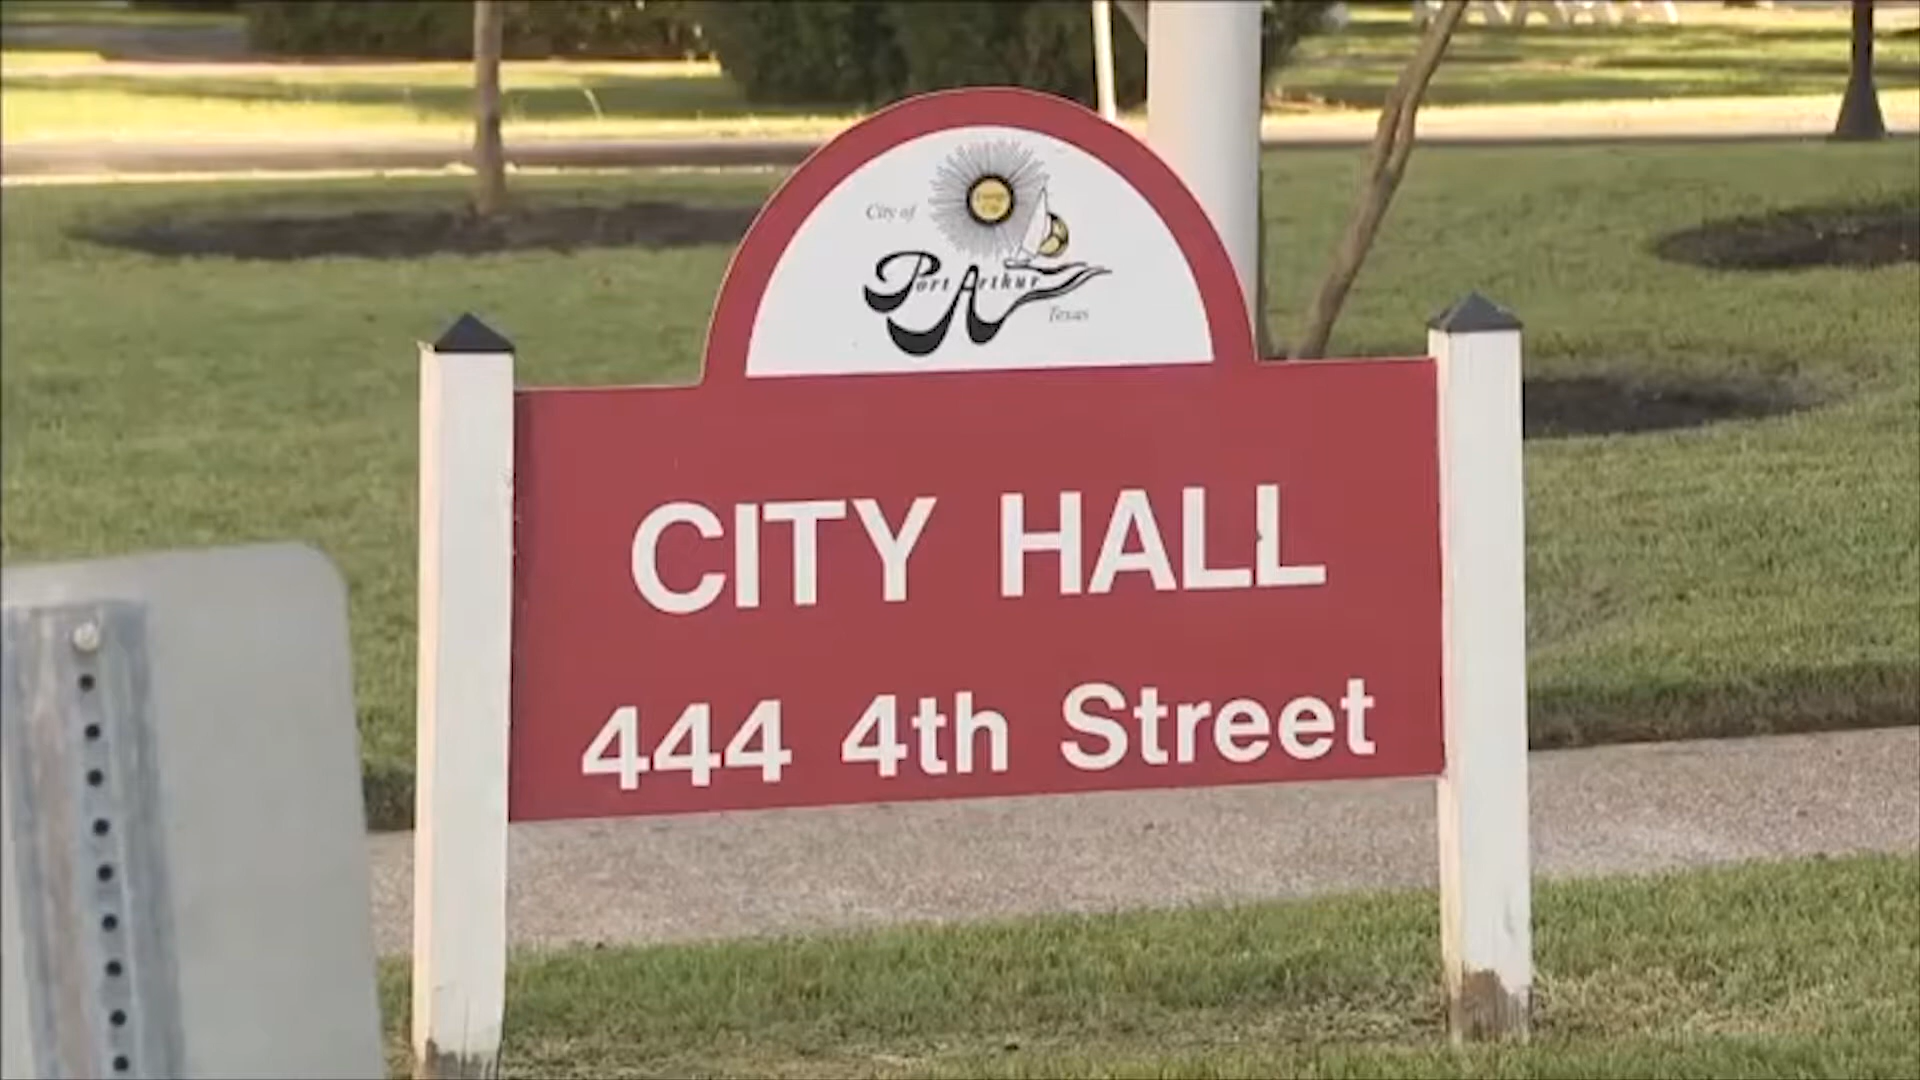 City of
Port Arthur
Texas
CITY HALL
444 4th Street